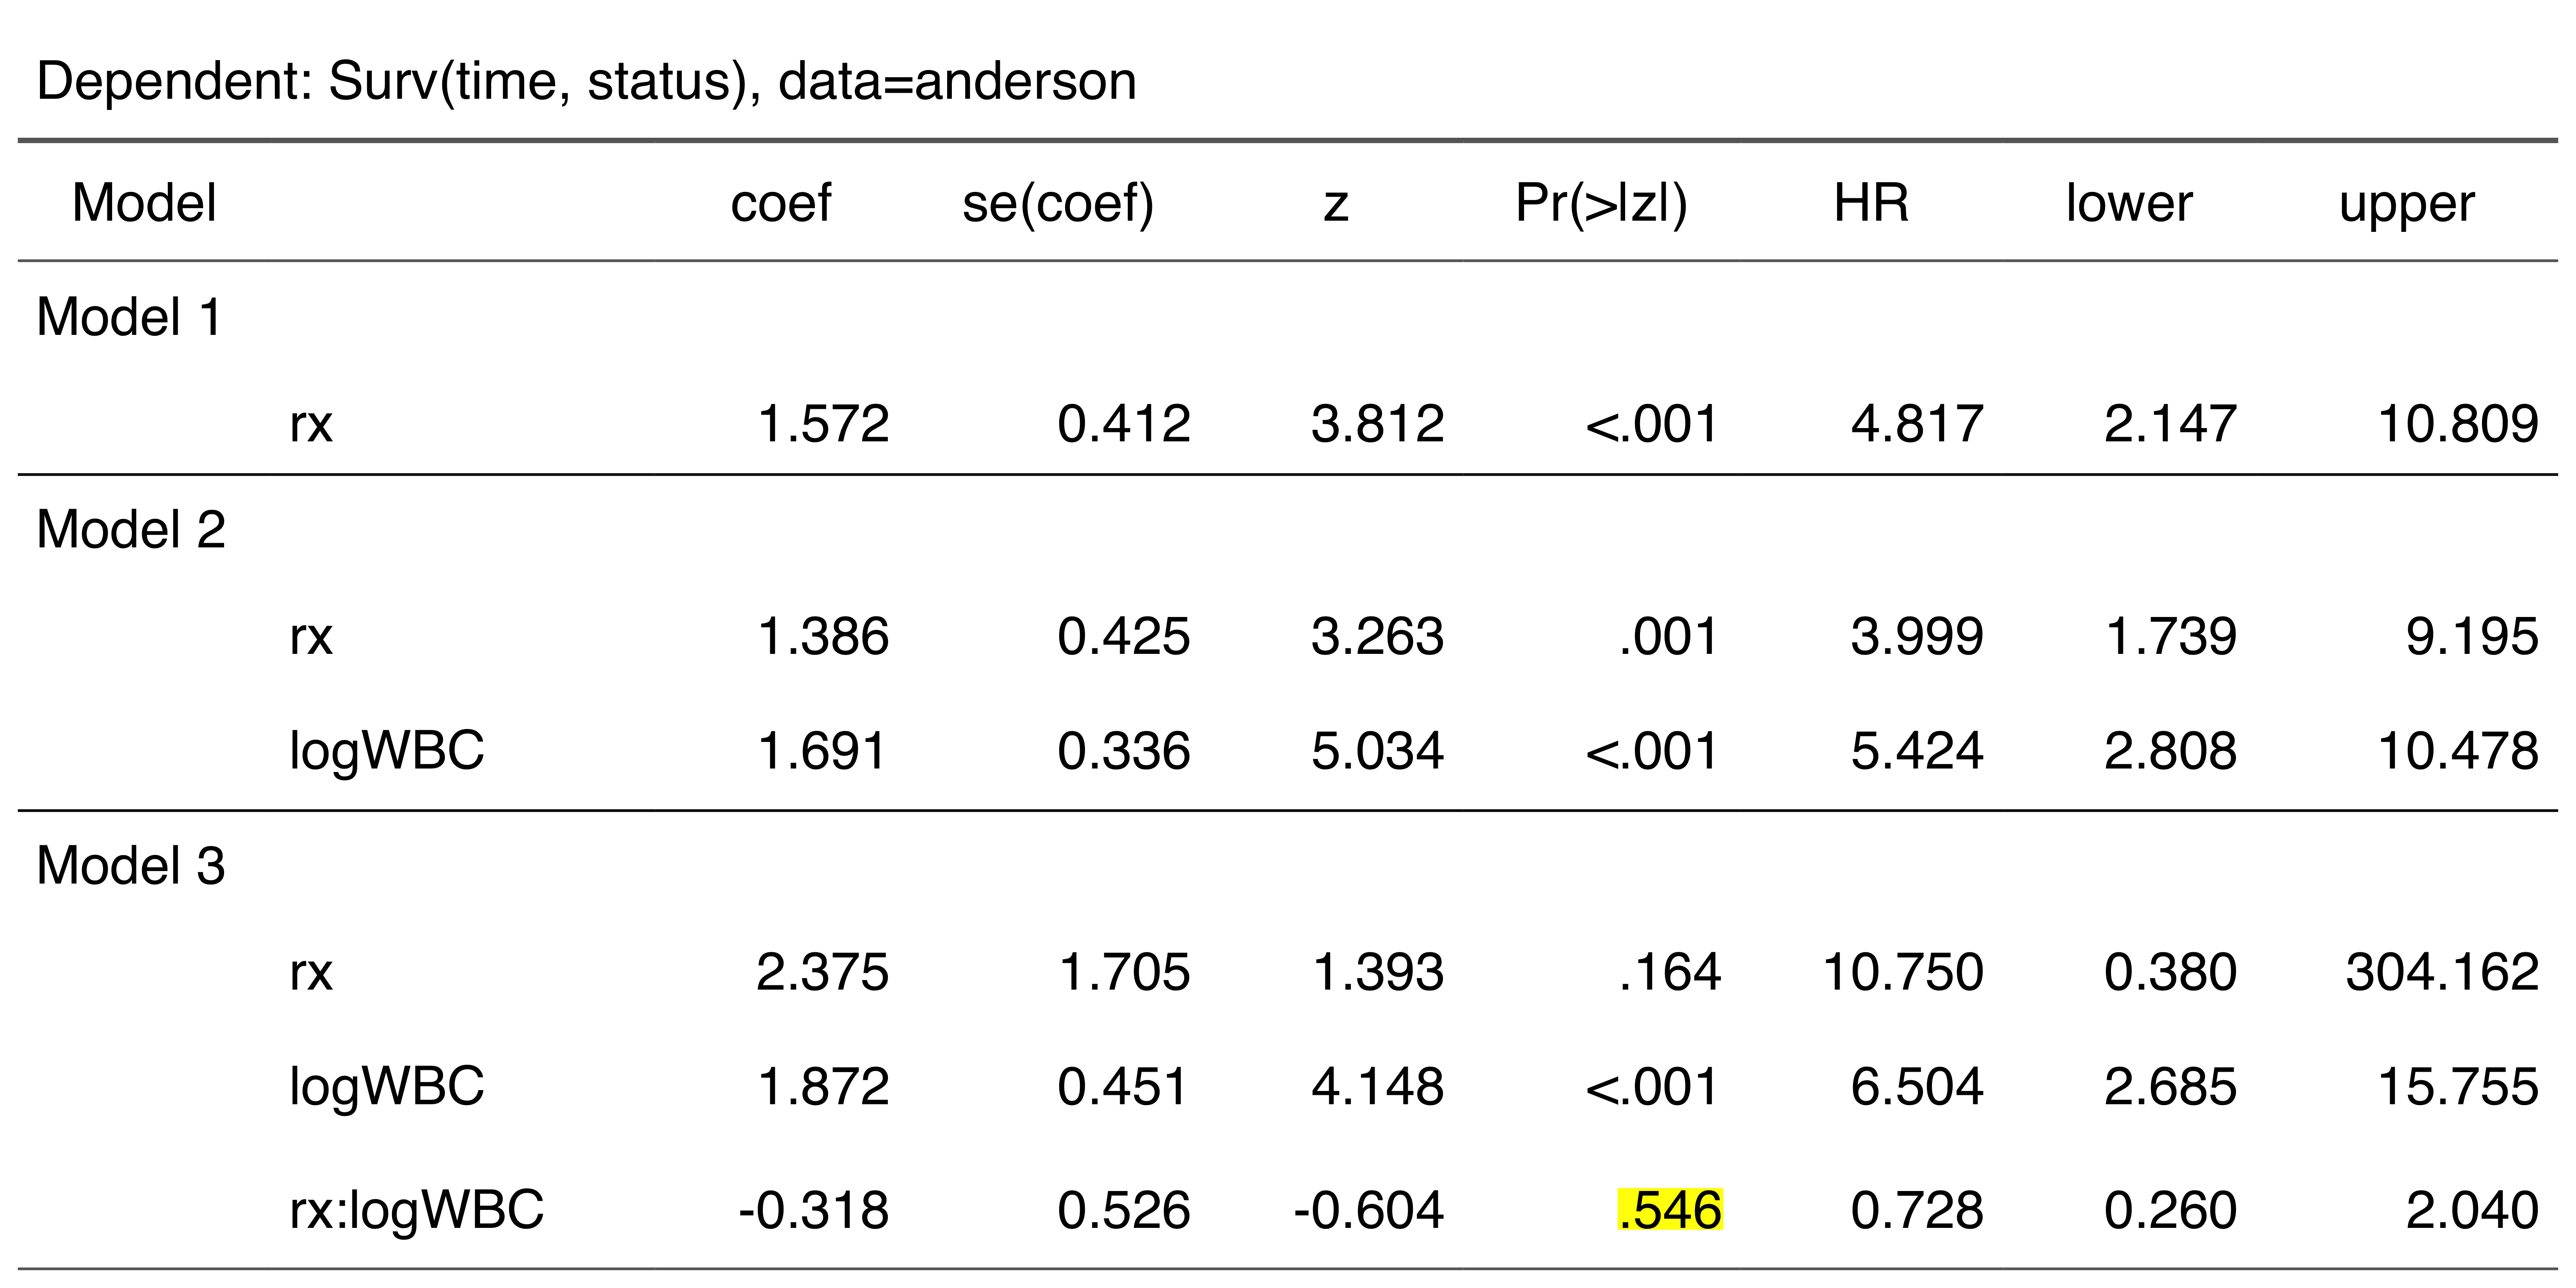 Dependent: Surv(time, status), data=anderson
Model coef se(coef) z Pr(>|z|) HR lower upper
Model 1
rx 1.572 0.412 3.812 <.001 4.817 2.147 10.809
Model 2
rx 1.386 0.425 3.263 .001 3.999 1.739 9.195
logWBC 1.691 0.336 5.034 <.001 5.424 2.808 10.478
Model 3
rx 2.375 1.705 1.393 .164 10.750 0.380 304.162
logWBC 1.872 0.451 4.148 <.001 6.504 2.685 15.755
rx:logWBC -0.318 0.526 -0.604 .546 0.728 0.260 2.040